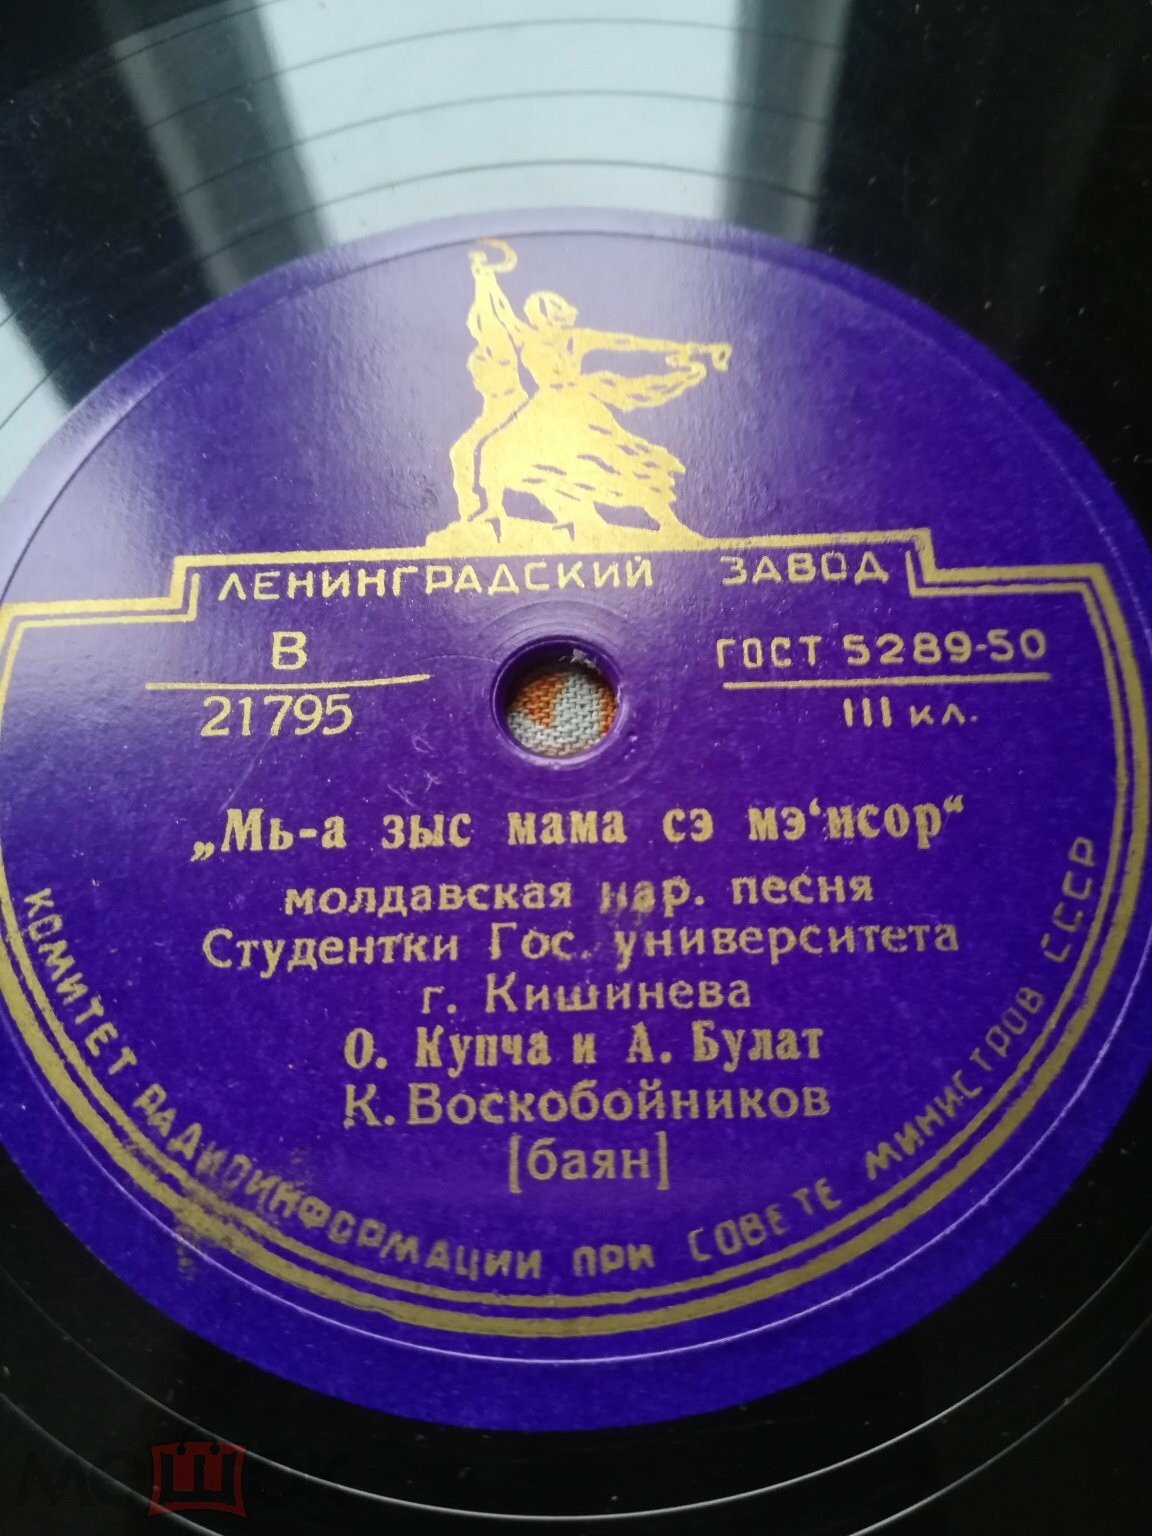 ЛЕНИНГРАДСКИЙ ЗАВОД
В
21795
ГОСТ 5289-50
III кл.
„Мь-а зыс мама сэ мэ‘нсор“
молдавская нар. песня
Студентки Гос. университета
г. Кишинева
О. Купча и А. Булат
К. Воскобойников
[баян]
КОМИТЕТ РАДИОИНФОРМАЦИИ ПРИ СОВЕТЕ МИНИСТРОВ СССР